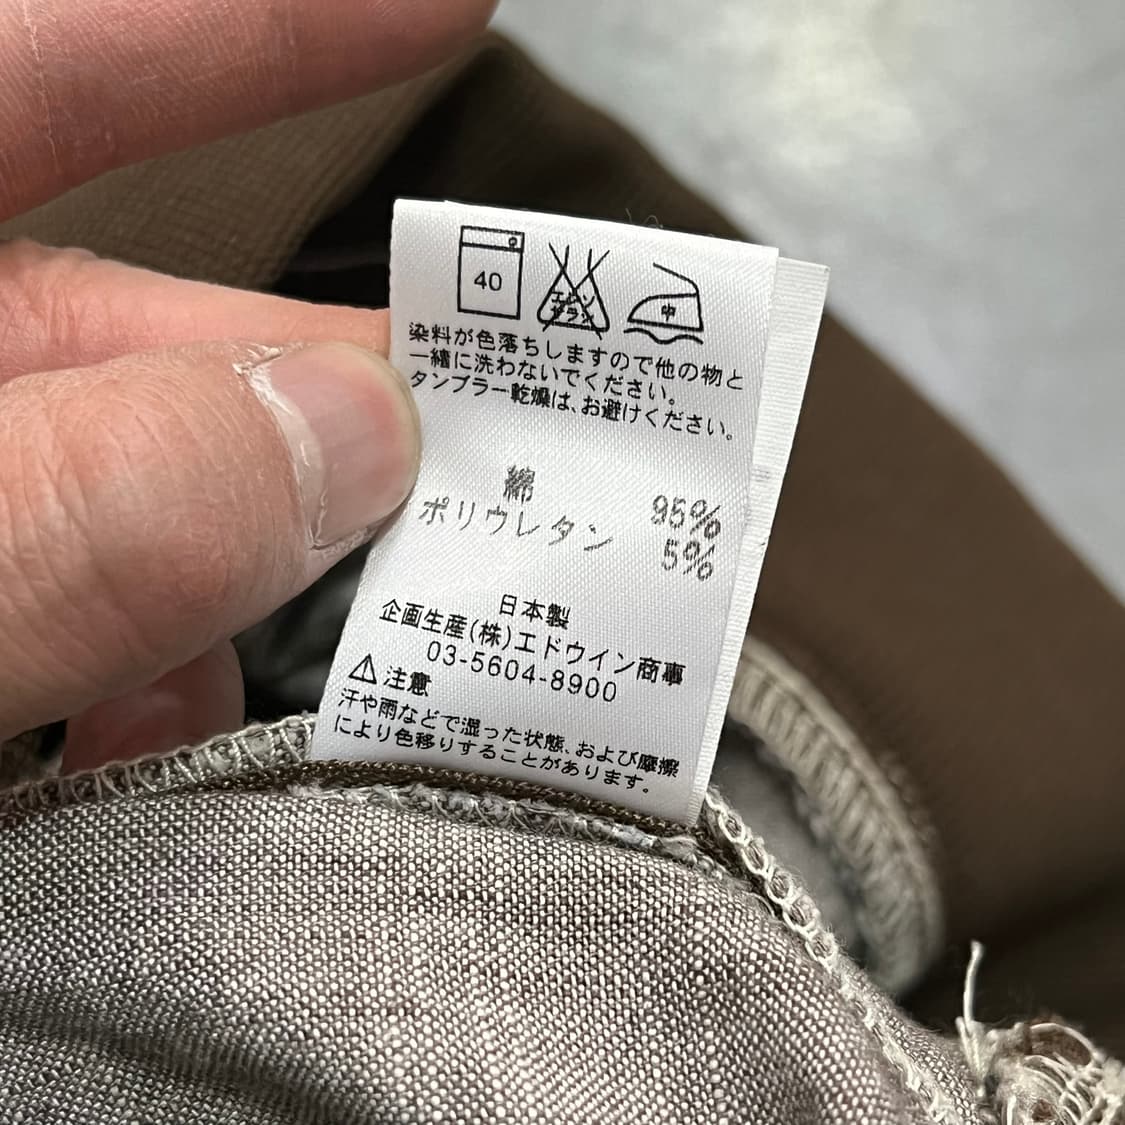 40
エンソ
サラシ
中
染料が色落ちしますので他の物と
一緒に洗わないでください。
タンブラー乾燥は、お避けください。
綿 95%
ポリウレタン 5%
日本製
企画生産(株)エドウイン商事
03-5604-8900
注意
汗や雨などで湿った状態、および摩擦
により色移りすることがあります。